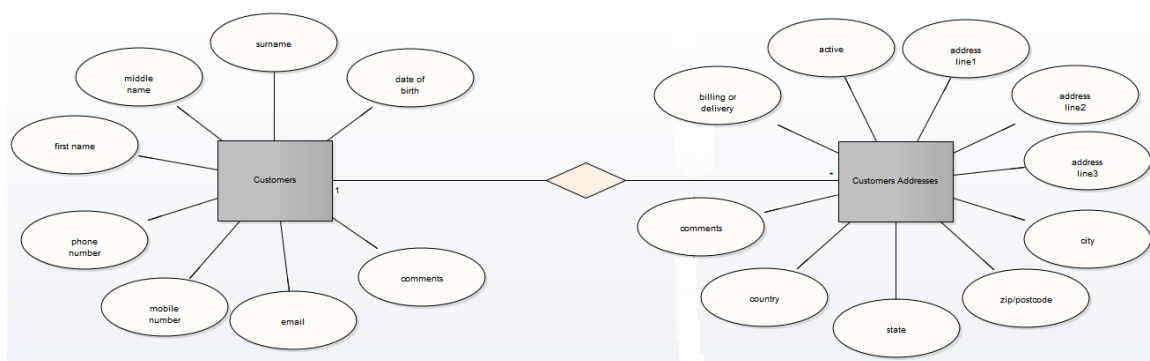 surname
middle
name
date of
birth
first name
Customers
1
phone
number
mobile
number
email
comments
active
address
line1
billing or
delivery
address
line2
address
line3
Customers Addresses
*
comments
city
country
zip/postcode
state